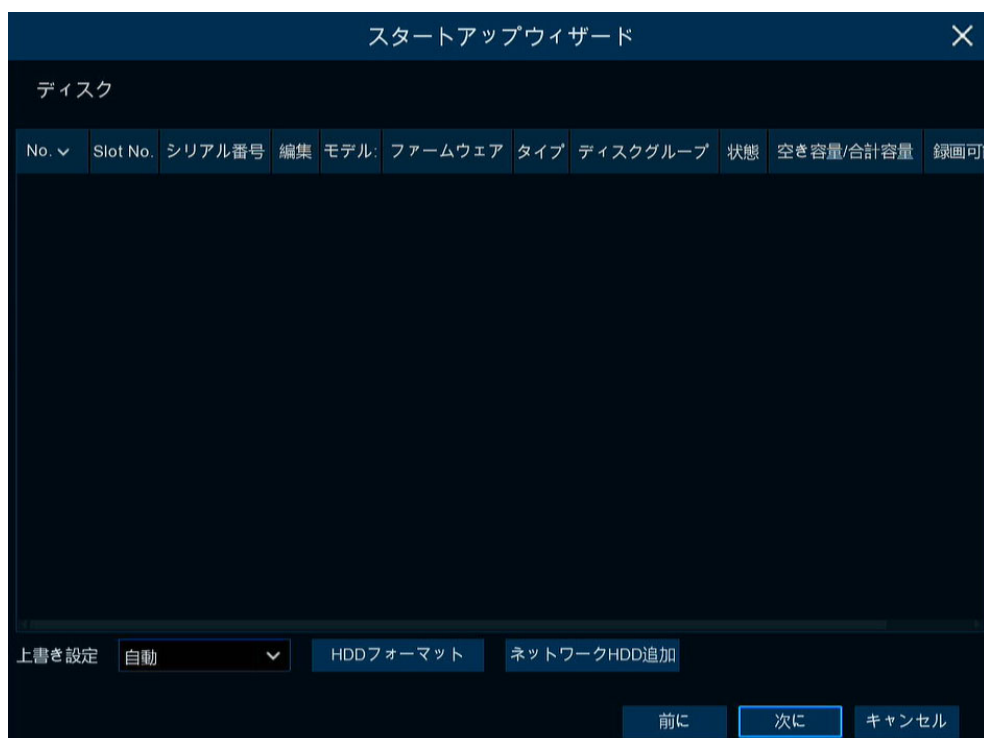 スタートアップウィザード
ディスク
No. Slot No. シリアル番号 編集 モデル: ファームウェア タイプ ディスクグループ 状態 空き容量/合計容量 録画可
上書き設定 自動 HDDフォーマット ネットワークHDD追加
前に 次に キャンセル